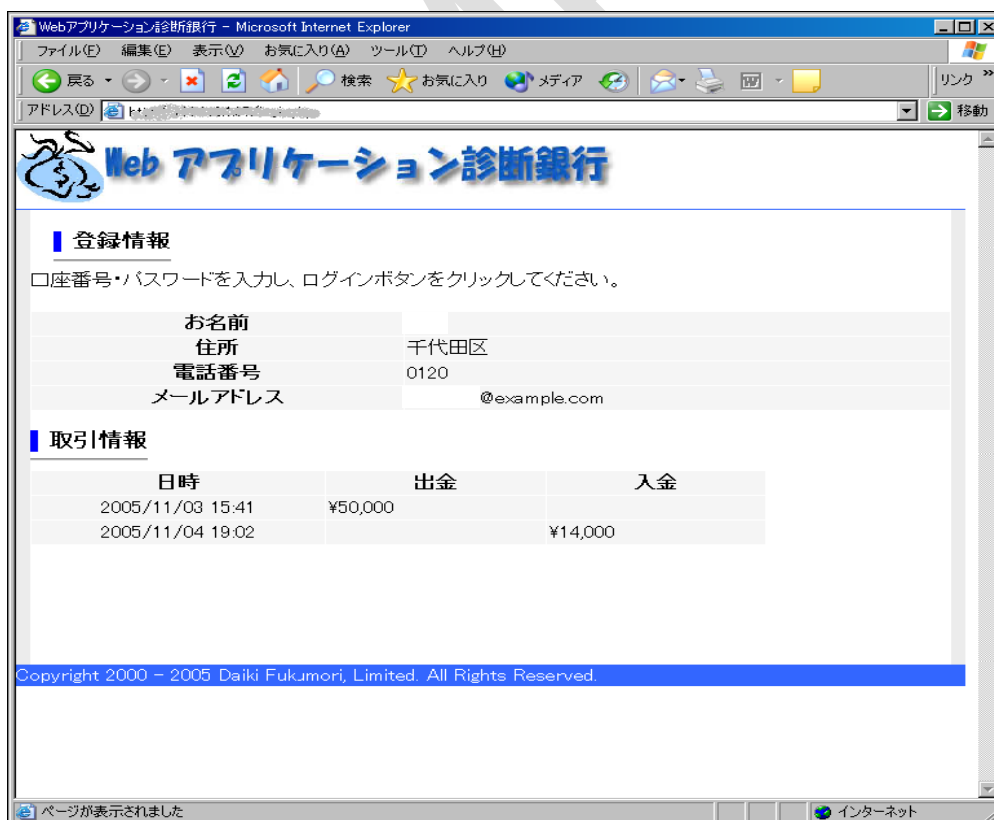 Webアプリケーション診断銀行 - Microsoft Internet Explorer
ファイル(F) 編集(E) 表示(V) お気に入り(A) ツール(T) ヘルプ(H)
戻る 検索 お気に入り メディア リンク »
アドレス(D) 移動
Web アプリケーション診断銀行
登録情報
口座番号・パスワードを入力し、ログインボタンをクリックしてください。
お名前
住所 千代田区
電話番号 0120
メールアドレス @example.com
取引情報
日時 出金 入金
2005/11/03 15:41 ¥50,000
2005/11/04 19:02 ¥14,000
Copyright 2000 - 2005 Daiki Fukumori, Limited. All Rights Reserved.
ページが表示されました インターネット